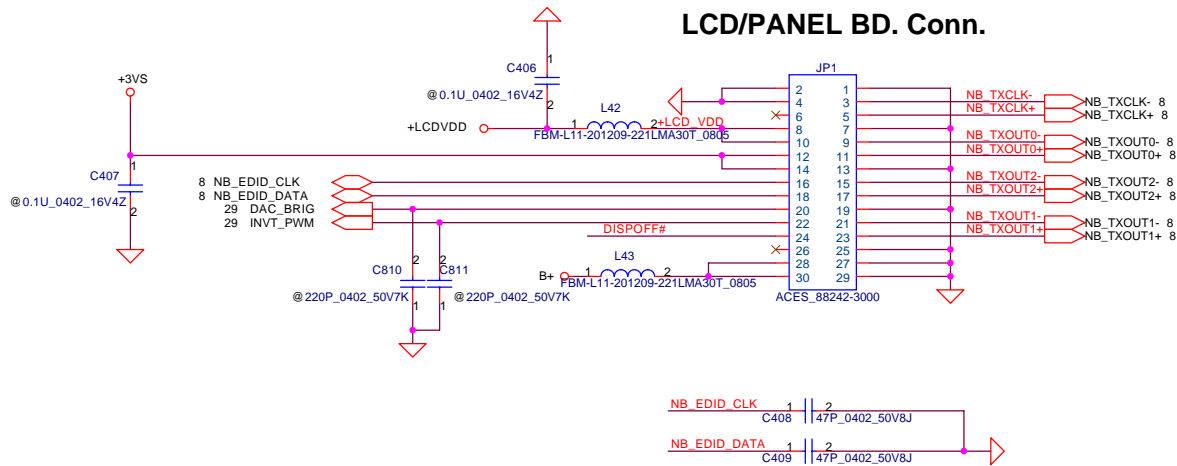 LCD/PANEL BD. Conn.
+3VS
C406
1
@0.1U_0402_16V4Z
2
JP1
+LCDVDD
L42
1
2
+LCD_VDD
FBM-L11-201209-221LMA30T_0805
1
C407
@0.1U_0402_16V4Z
2
8 NB_EDID_CLK
8 NB_EDID_DATA
29 DAC_BRIG
29 INVT_PWM
DISPOFF#
2 1
4 3
6 5
8 7
10 9
12 11
14 13
16 15
18 17
20 19
22 21
24 23
26 25
28 27
30 29
ACES_88242-3000
NB_TXCLK- NB_TXCLK- 8
NB_TXCLK+ NB_TXCLK+ 8
NB_TXOUT0- NB_TXOUT0- 8
NB_TXOUT0+ NB_TXOUT0+ 8
NB_TXOUT2- NB_TXOUT2- 8
NB_TXOUT2+ NB_TXOUT2+ 8
NB_TXOUT1- NB_TXOUT1- 8
NB_TXOUT1+ NB_TXOUT1+ 8
B+
L43
1
2
FBM-L11-201209-221LMA30T_0805
2
C810
@220P_0402_50V7K
1
2
C811
@220P_0402_50V7K
1
NB_EDID_CLK
1 2
C408 47P_0402_50V8J
NB_EDID_DATA
1 2
C409 47P_0402_50V8J